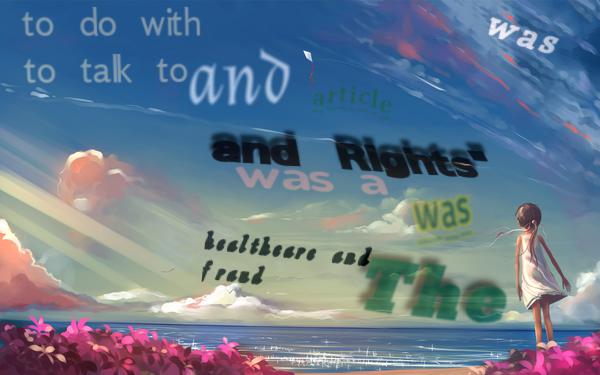 to do with
was
to talk to
and
article
and Rights"
was a
was
healthcare and
fraud
The